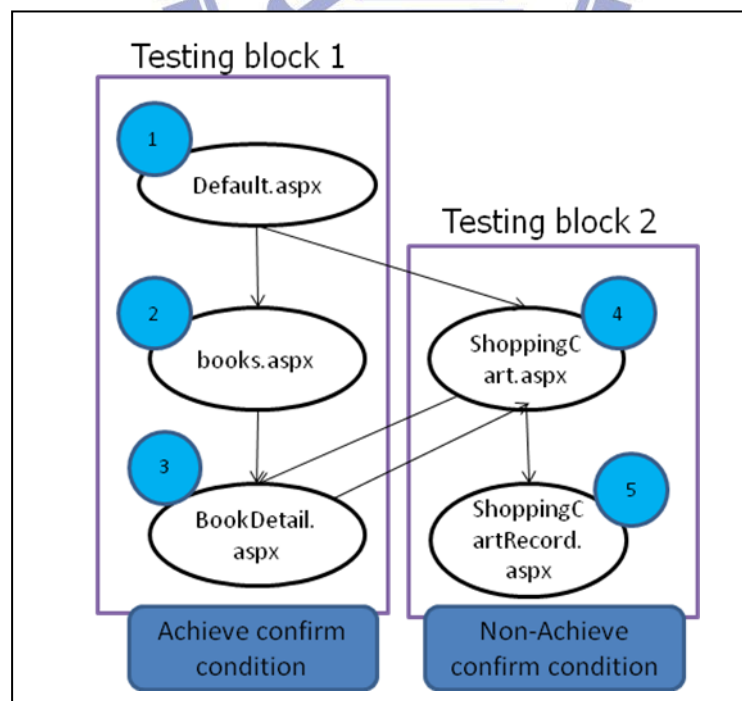 Testing block 1
1
Default.aspx
2
books.aspx
3
BookDetail.
aspx
Achieve confirm
condition
Testing block 2
4
ShoppingC
art.aspx
5
ShoppingC
artRecord.
aspx
Non-Achieve
confirm condition